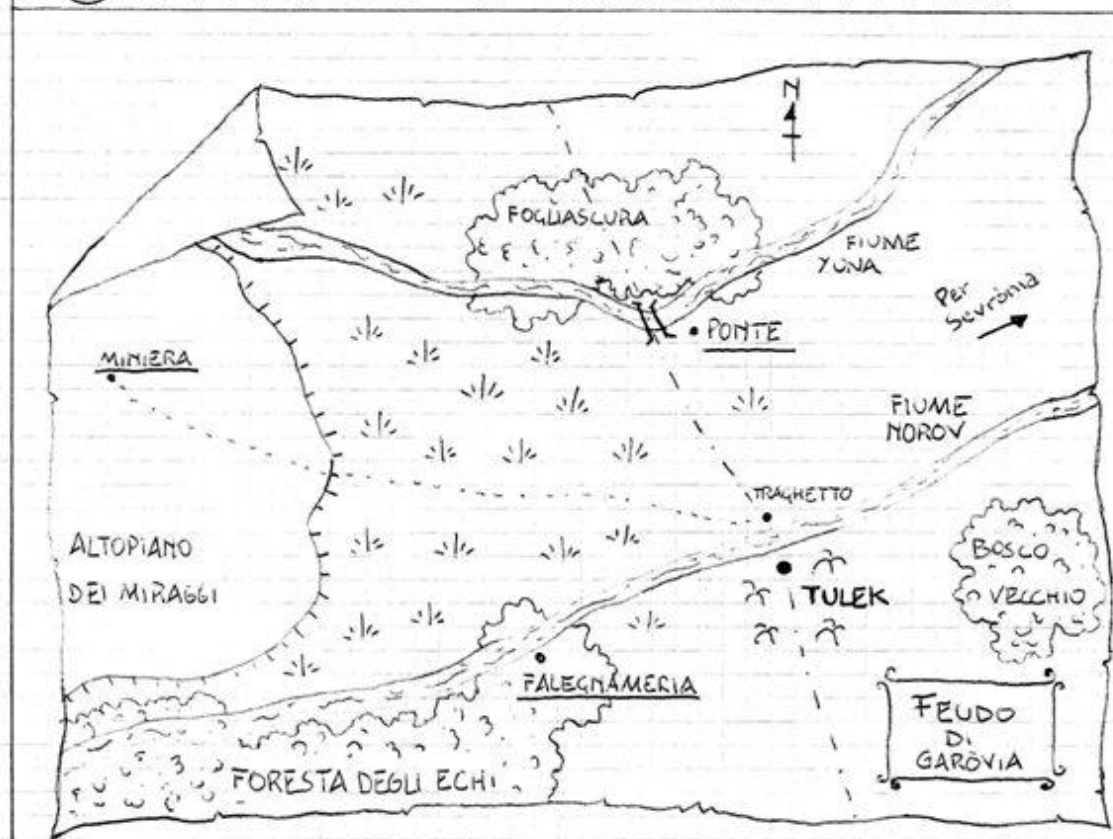 N
FOGLIASCURA
FIUME
YUNA
Per
Sevrònia
PONTE
MINIERA
FIUME
NOROV
TRAGHETTO
ALTOPIANO
DEI MIRAGGI
BOSCO
VECCHIO
TULEK
FALEGNAMERIA
FORESTA DEGLI ECHI
FEUDO
DI
GARÒVIA